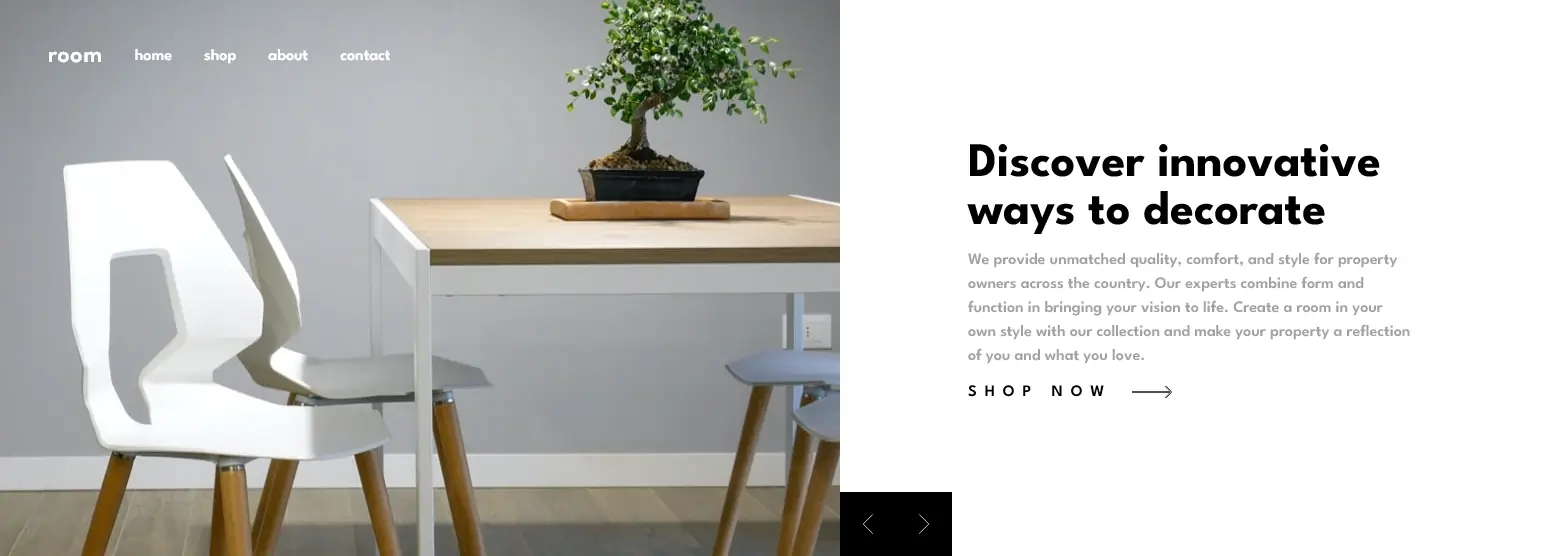 room home shop about contact
Discover innovative
ways to decorate
We provide unmatched quality, comfort, and style for property
owners across the country. Our experts combine form and
function in bringing your vision to life. Create a room in your
own style with our collection and make your property a reflection
of you and what you love.
SHOP NOW